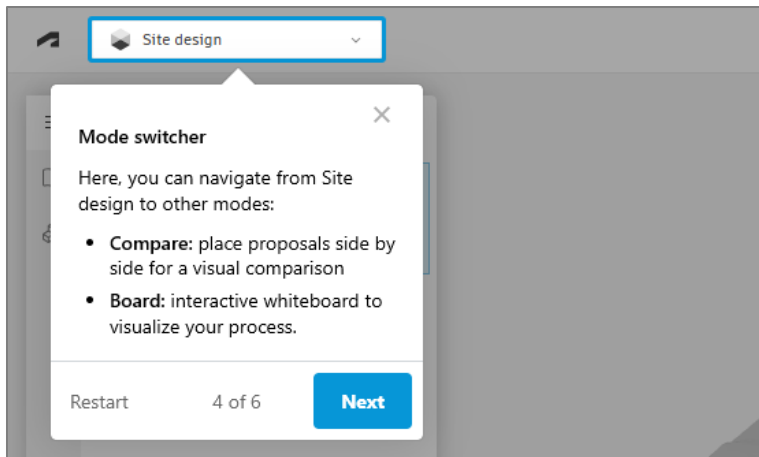 Site design
Mode switcher
Here, you can navigate from Site
design to other modes:
• Compare: place proposals side by
side for a visual comparison
• Board: interactive whiteboard to
visualize your process.
Restart 4 of 6 Next